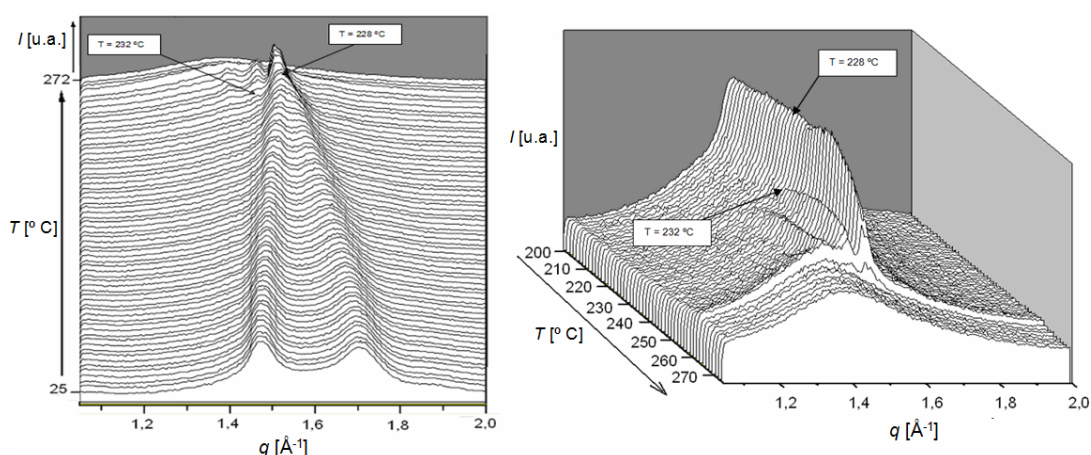 I [u.a.]
T = 232 ºC
T = 228 ºC
272
T [º C]
25
1,2
1,4
1,6
1,8
2,0
q [Å-1]
T = 228 ºC
I [u.a.]
T = 232 ºC
200
210
220
230
240
250
260
270
T [º C]
1,2
1,4
1,6
1,8
2,0
q [Å-1]